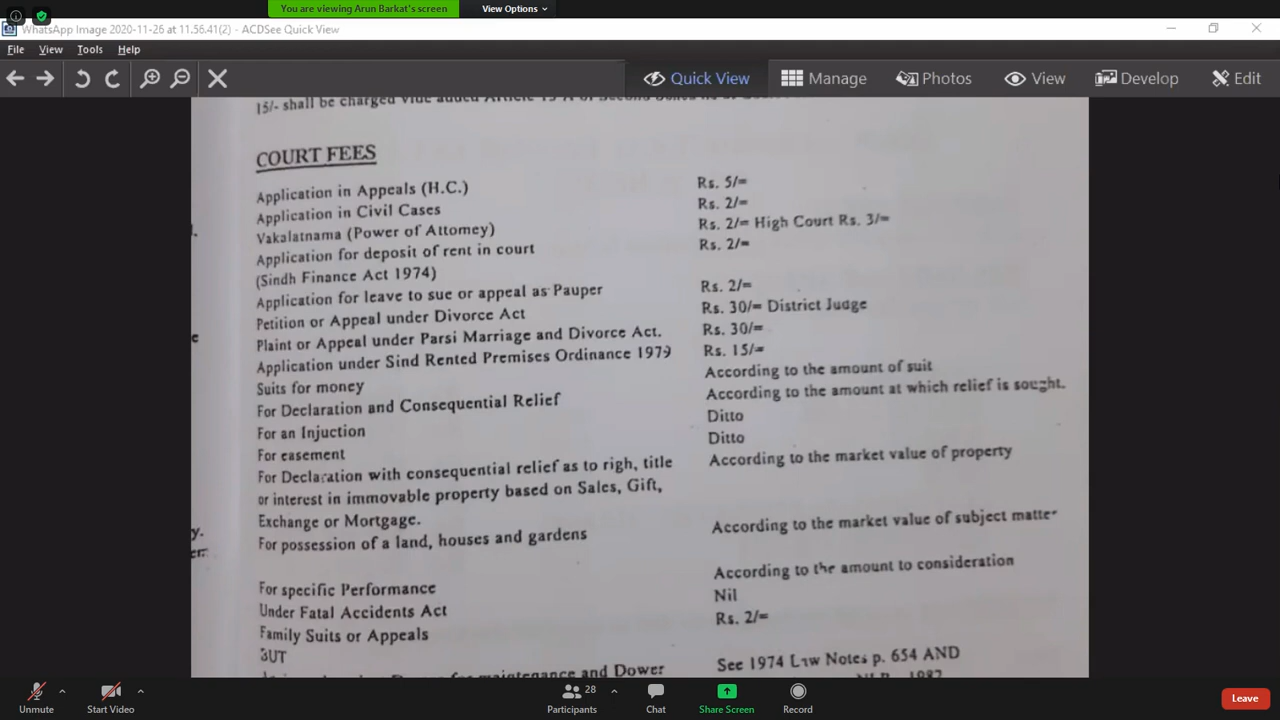 You are viewing Arun Barkat's screen
View Options
WhatsApp Image 2020-11-26 at 11.56.41(2) - ACDSee Quick View
File View Tools Help
Quick View Manage Photos View Develop Edit
15/- shall be charged vide added Article
COURT FEES
Application in Appeals (H.C.) Rs. 5/=
Application in Civil Cases Rs. 2/=
Vakalatnama (Power of Attomey) Rs. 2/= High Court Rs. 3/=
Application for deposit of rent in court Rs. 2/=
(Sindh Finance Act 1974)
Application for leave to sue or appeal as Pauper Rs. 2/=
Petition or Appeal under Divorce Act Rs. 30/= District Judge
Plaint or Appeal under Parsi Marriage and Divorce Act. Rs. 30/=
Application under Sind Rented Premises Ordinance 1979 Rs. 15/=
Suits for money According to the amount of suit
For Declaration and Consequential Relief According to the amount at which relief is sought.
For an Injuction Ditto
For easement Ditto
For Declaration with consequential relief as to righ, title According to the market value of property
or interest in immovable property based on Sales, Gift,
Exchange or Mortgage.
For possession of a land, houses and gardens According to the market value of subject matter
For specific Performance According to the amount to consideration
Under Fatal Accidents Act Nil
Family Suits or Appeals Rs. 2/=
BUT
for maintenance and Dower See 1974 Law Notes p. 654 AND
1987
Unmute
Start Video
28
Participants
Chat
Share Screen
Record
Leave